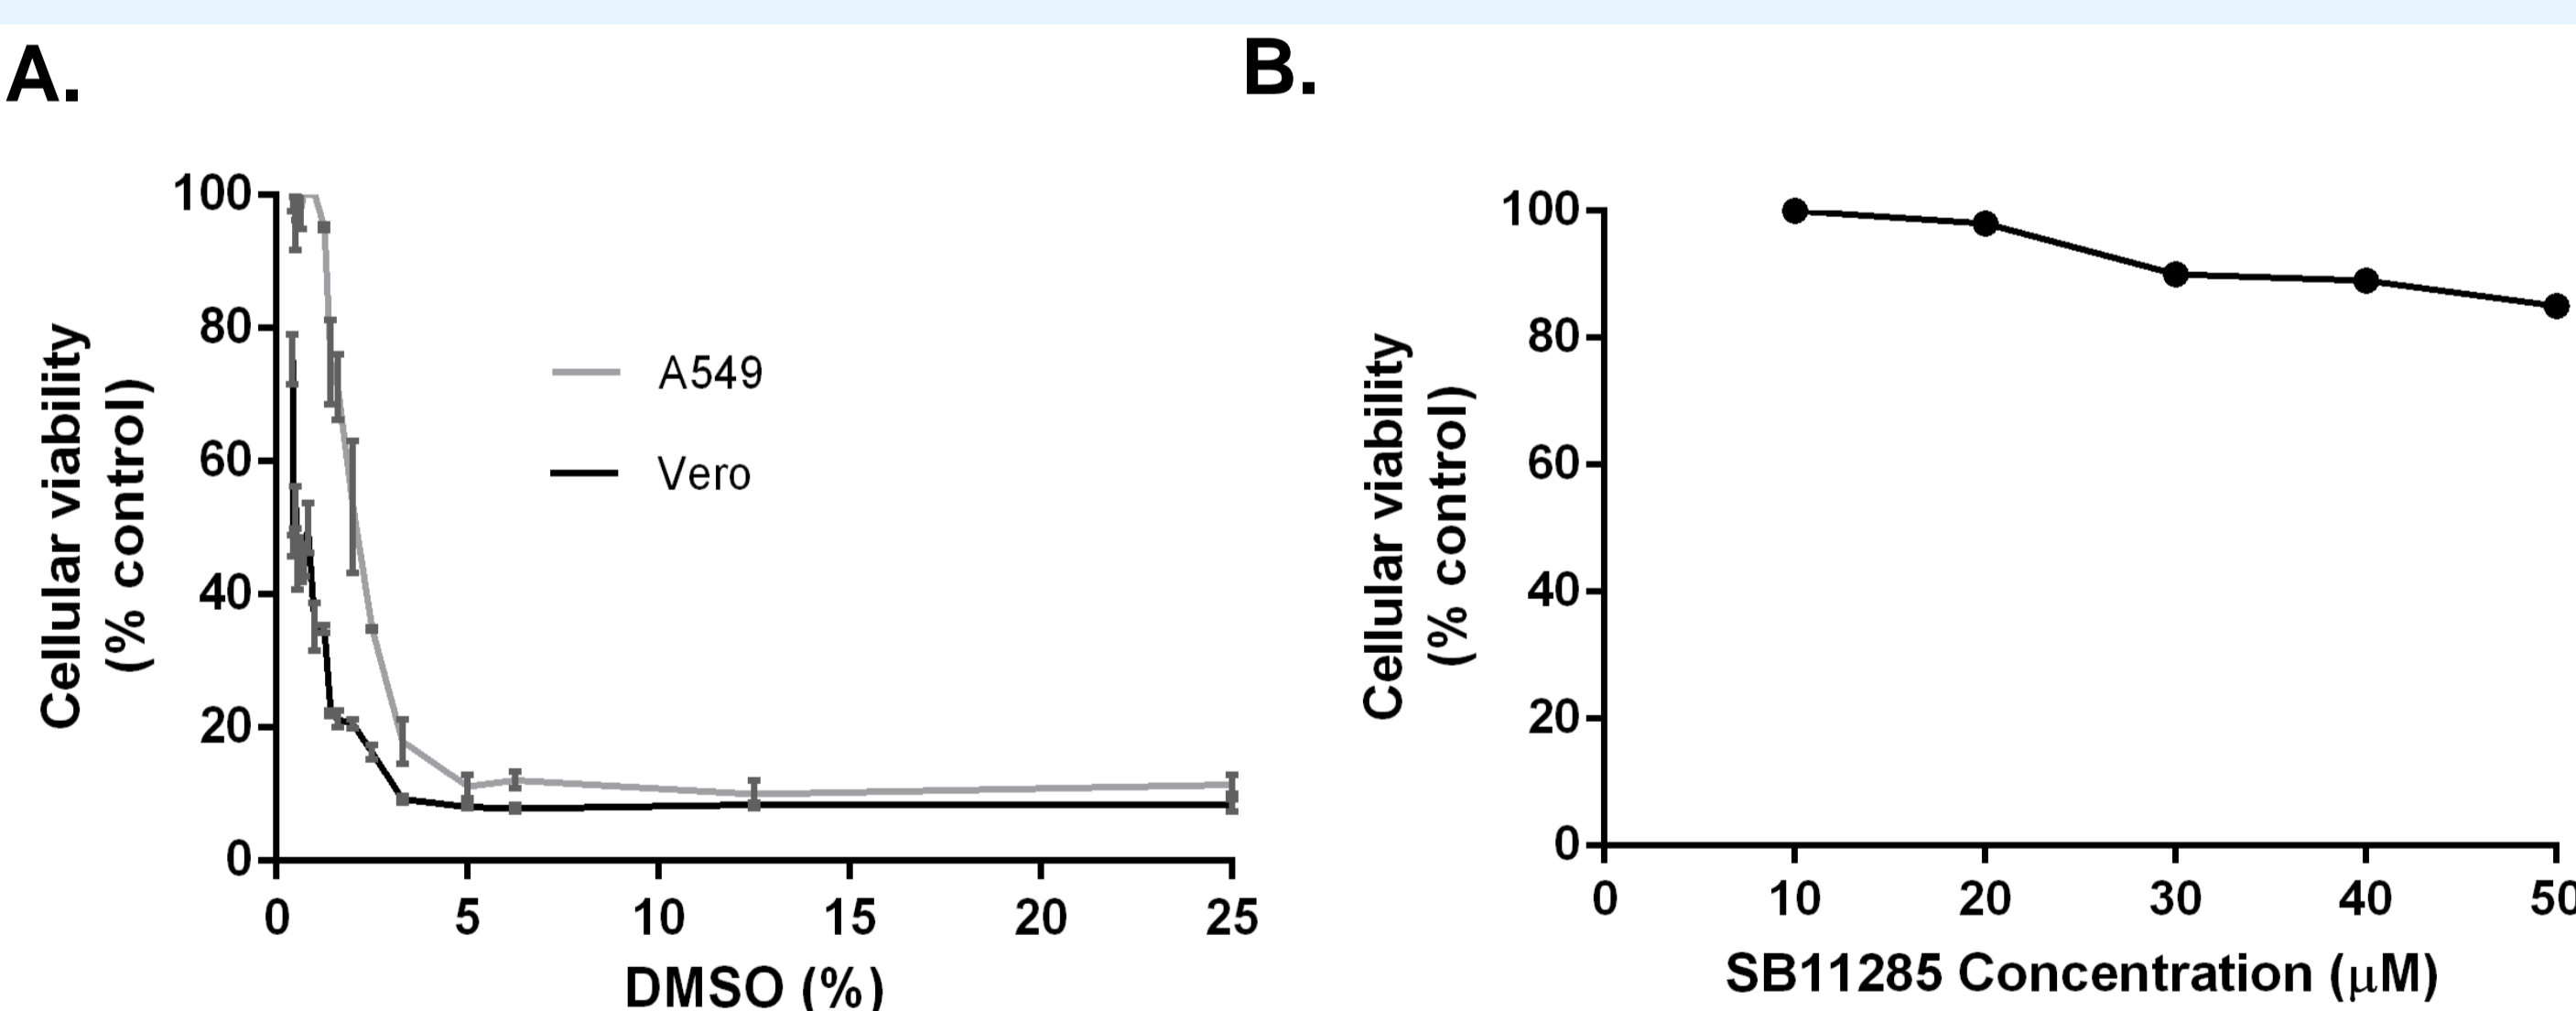 A.
B.
Cellular viability
(% control)
100
80
60
40
20
0
A549
Vero
0 5 10 15 20 25
DMSO (%)
Cellular viability
(% control)
100
80
60
40
20
0
0 10 20 30 40 50
SB11285 Concentration (μM)